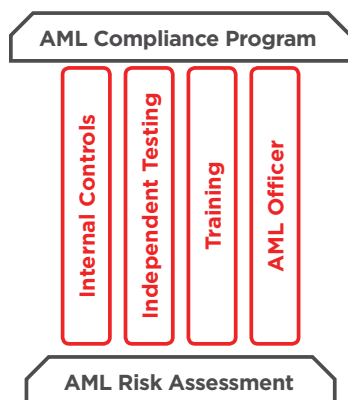 AML Compliance Program
Internal Controls
Independent Testing
Training
AML Officer
AML Risk Assessment